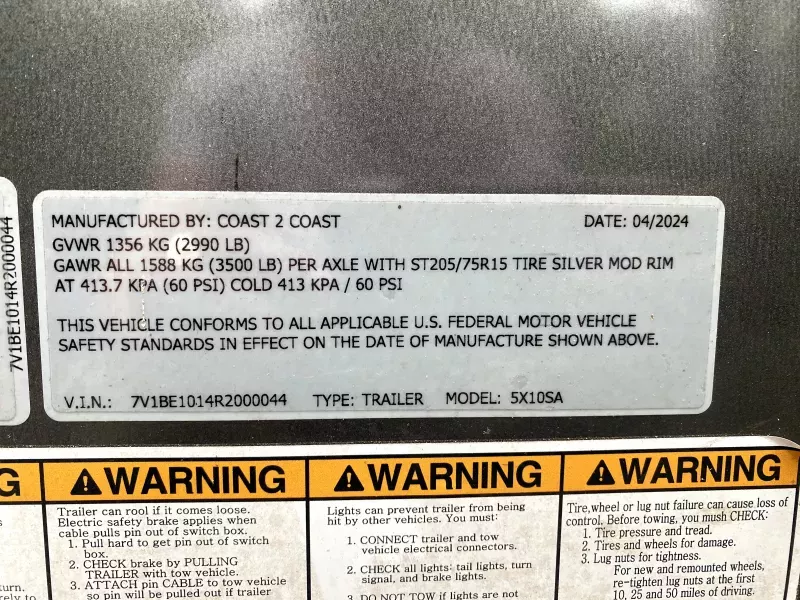 7V1BE1014R2000044
MANUFACTURED BY: COAST 2 COAST DATE: 04/2024
GVWR 1356 KG (2990 LB)
GAWR ALL 1588 KG (3500 LB) PER AXLE WITH ST205/75R15 TIRE SILVER MOD RIM
AT 413.7 KPA (60 PSI) COLD 413 KPA / 60 PSI
THIS VEHICLE CONFORMS TO ALL APPLICABLE U.S. FEDERAL MOTOR VEHICLE
SAFETY STANDARDS IN EFFECT ON THE DATE OF MANUFACTURE SHOWN ABOVE.
V.I.N.: 7V1BE1014R2000044 TYPE: TRAILER MODEL: 5X10SA
G
WARNING
Trailer can rool if it comes loose.
Electric safety brake applies when
cable pulls pin out of switch box.
1. Pull hard to get pin out of switch
box.
2. CHECK brake by PULLING
TRAILER with tow vehicle.
3. ATTACH pin CABLE to tow vehicle
so pin will be pulled out if trailer
WARNING
Lights can prevent trailer from being
hit by other vehicles. You must:
1. CONNECT trailer and tow
vehicle electrical connectors.
2. CHECK all lights: tail lights, turn
signal, and brake lights.
3. DO NOT TOW if lights are not
WARNING
Tire,wheel or lug nut failure can cause loss of
control. Before towing, you mush CHECK:
1. Tire pressure and tread.
2. Tires and wheels for damage.
3. Lug nuts for tightness.
For new and remounted wheels,
re-tighten lug nuts at the first
10, 25 and 50 miles of driving.